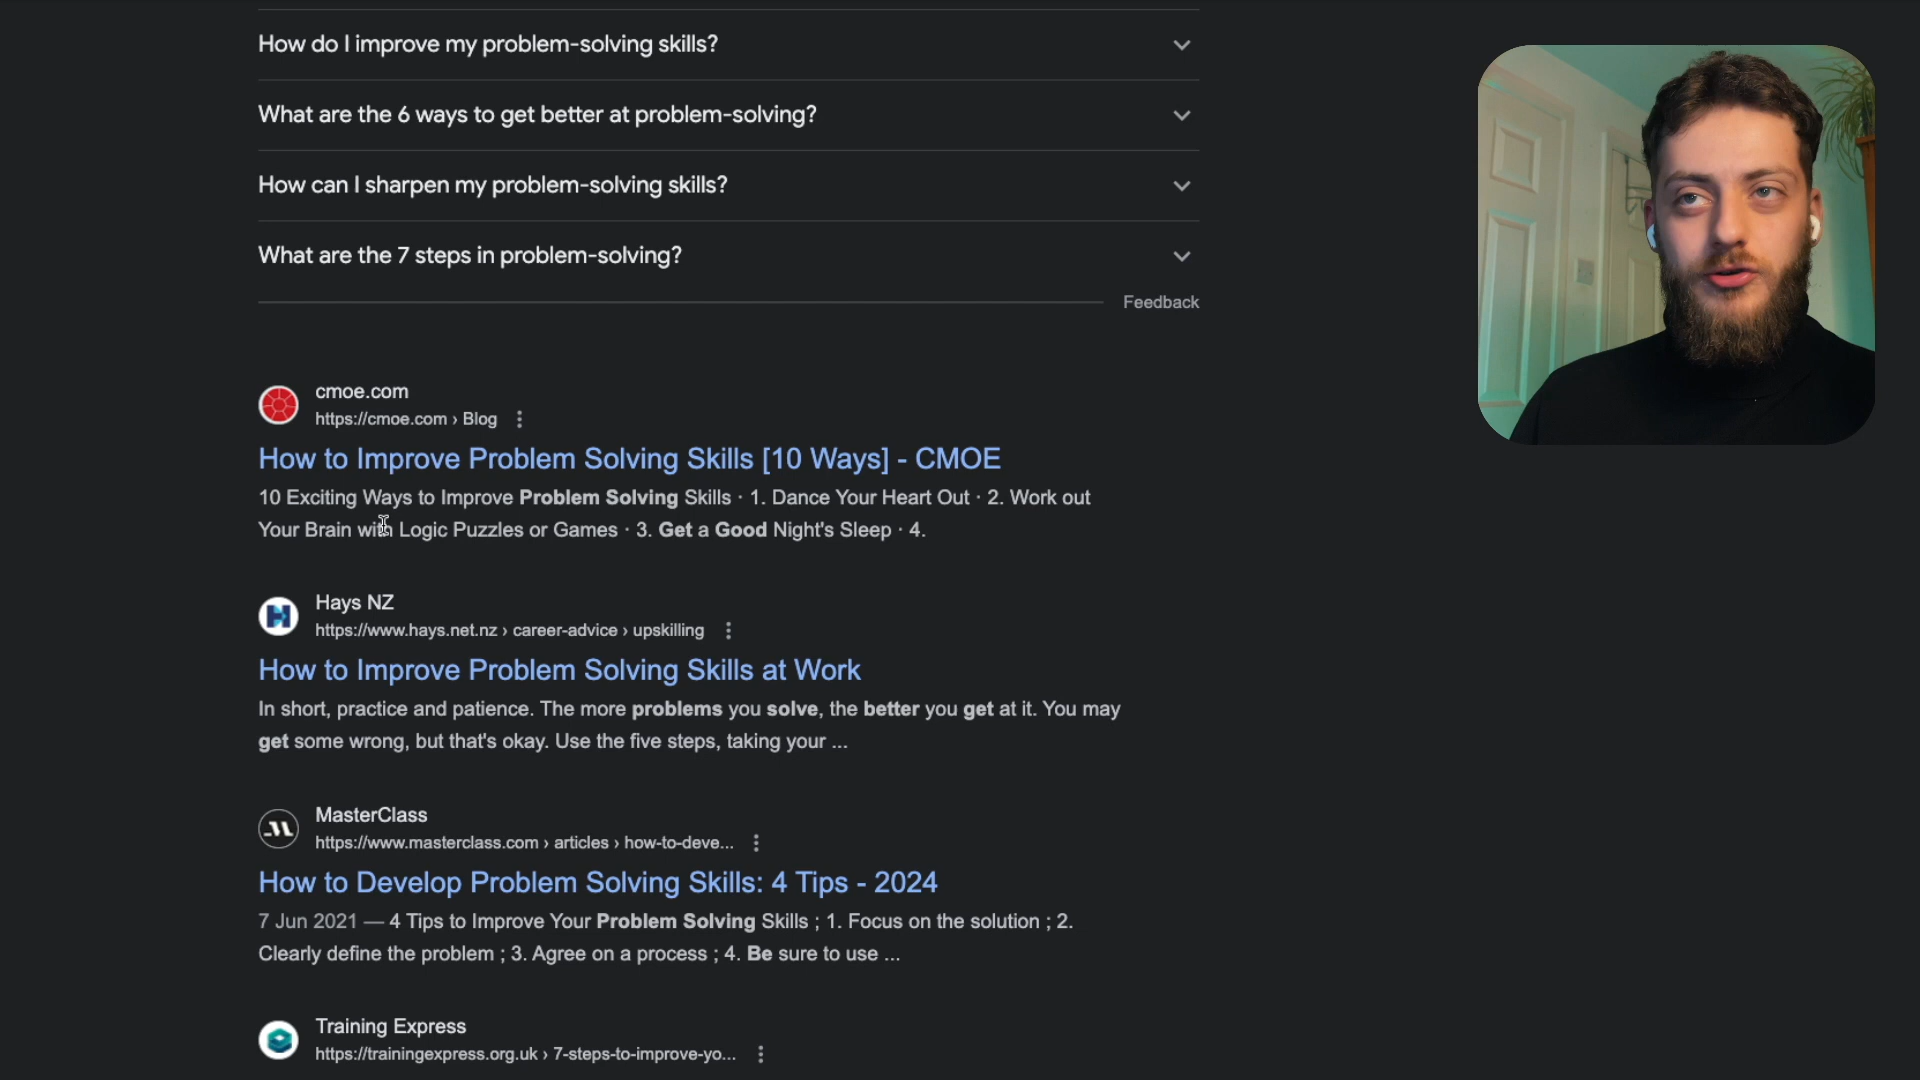 How do I improve my problem-solving skills?
What are the 6 ways to get better at problem-solving?
How can I sharpen my problem-solving skills?
What are the 7 steps in problem-solving?
Feedback
cmoe.com
https://cmoe.com › Blog
How to Improve Problem Solving Skills [10 Ways] - CMOE
10 Exciting Ways to Improve Problem Solving Skills · 1. Dance Your Heart Out · 2. Work out
Your Brain with Logic Puzzles or Games · 3. Get a Good Night's Sleep · 4.
Hays NZ
https://www.hays.net.nz › career-advice › upskilling
How to Improve Problem Solving Skills at Work
In short, practice and patience. The more problems you solve, the better you get at it. You may
get some wrong, but that's okay. Use the five steps, taking your ...
MasterClass
https://www.masterclass.com › articles › how-to-deve...
How to Develop Problem Solving Skills: 4 Tips - 2024
7 Jun 2021 — 4 Tips to Improve Your Problem Solving Skills ; 1. Focus on the solution ; 2.
Clearly define the problem ; 3. Agree on a process ; 4. Be sure to use ...
Training Express
https://trainingexpress.org.uk › 7-steps-to-improve-yo...